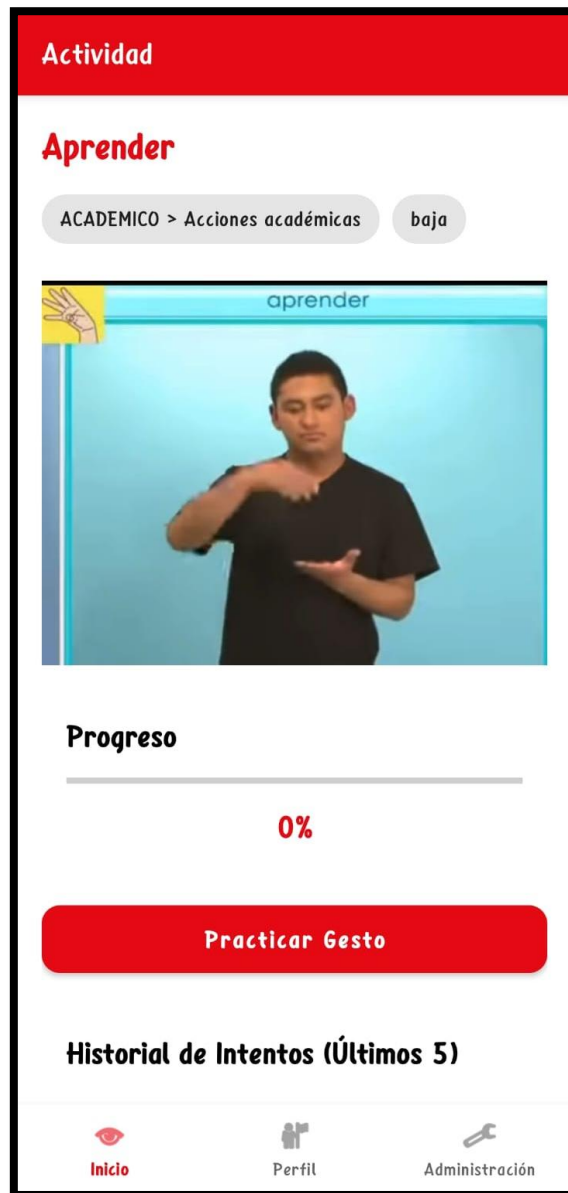 Actividad
Aprender
ACADEMICO > Acciones académicas
baja
aprender
Progreso
0%
Practicar Gesto
Historial de Intentos (Últimos 5)
Inicio
Perfil
Administración